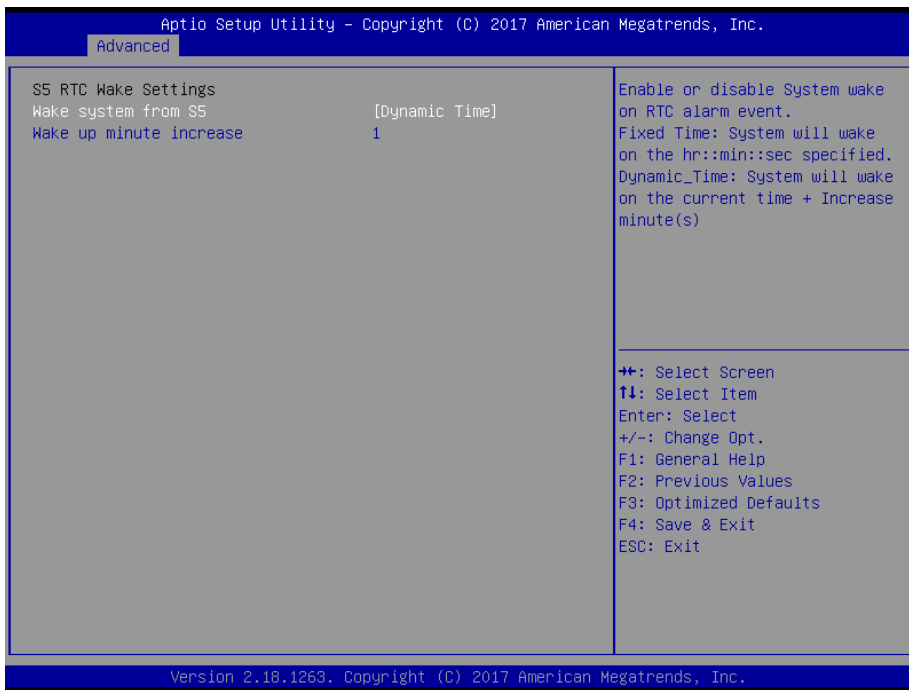 Aptio Setup Utility – Copyright (C) 2017 American Megatrends, Inc.
Advanced
S5 RTC Wake Settings
Wake system from S5 [Dynamic Time]
Wake up minute increase 1
Enable or disable System wake
on RTC alarm event.
Fixed Time: System will wake
on the hr::min::sec specified.
Dynamic_Time: System will wake
on the current time + Increase
minute(s)
→←: Select Screen
↑↓: Select Item
Enter: Select
+/-: Change Opt.
F1: General Help
F2: Previous Values
F3: Optimized Defaults
F4: Save & Exit
ESC: Exit
Version 2.18.1263. Copyright (C) 2017 American Megatrends, Inc.